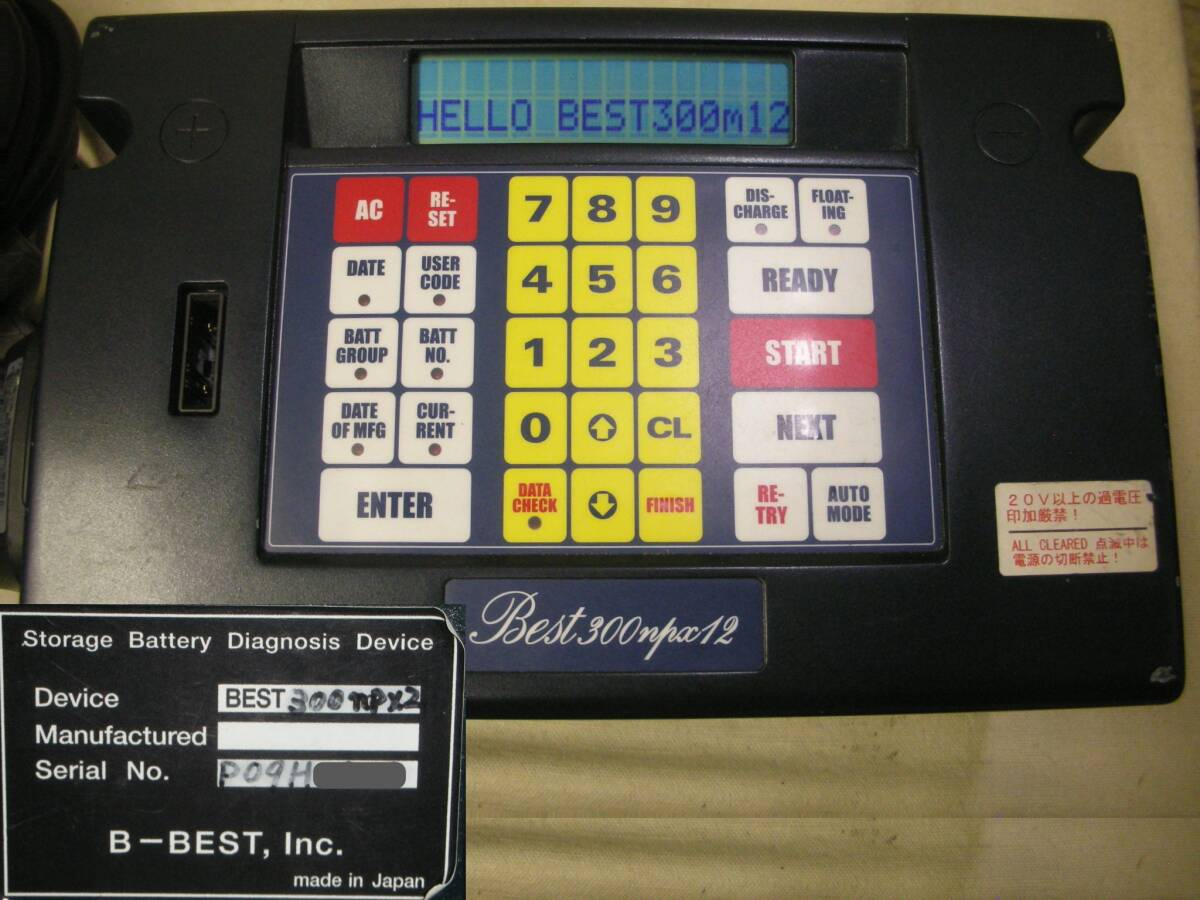 +
−
HELLO BEST300m12
AC
RE-
SET
7
8
9
DIS-
CHARGE
FLOAT-
ING
DATE
USER
CODE
4
5
6
READY
BATT
GROUP
BATT
NO.
1
2
3
START
DATE
OF MFG
CUR-
RENT
0
CL
NEXT
ENTER
DATA
CHECK
FINISH
RE-
TRY
AUTO
MODE
20V以上の過電圧
印加厳禁!
ALL CLEARED 点滅中は
電源の切断禁止!
Best300npx12
Storage Battery Diagnosis Device
Device BEST 300npx2
Manufactured
Serial No. P09H
B-BEST, Inc.
made in Japan